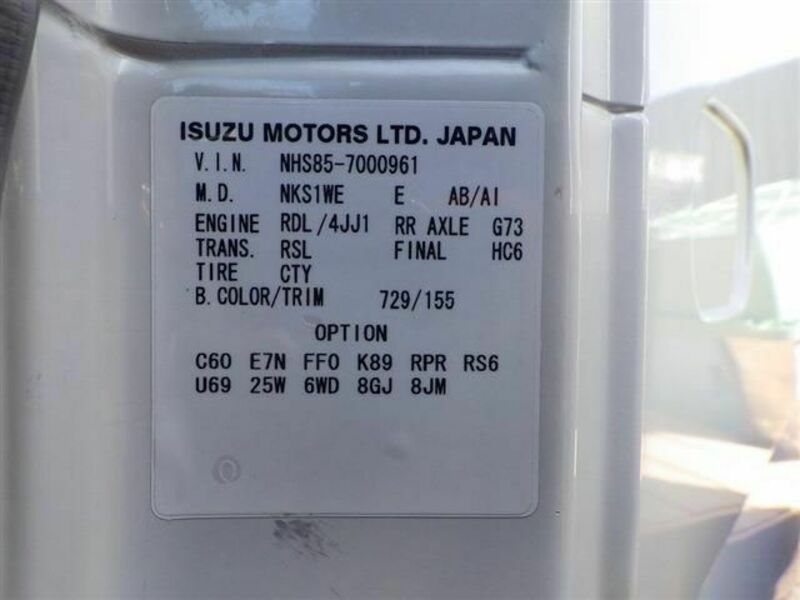 ISUZU MOTORS LTD. JAPAN
V.I.N. NHS85-7000961
M.D. NKS1WE E AB/AI
ENGINE RDL/4JJ1 RR AXLE G73
TRANS. RSL FINAL HC6
TIRE CTY
B.COLOR/TRIM 729/155
OPTION
C60 E7N FF0 K89 RPR RS6
U69 25W 6WD 8GJ 8JM